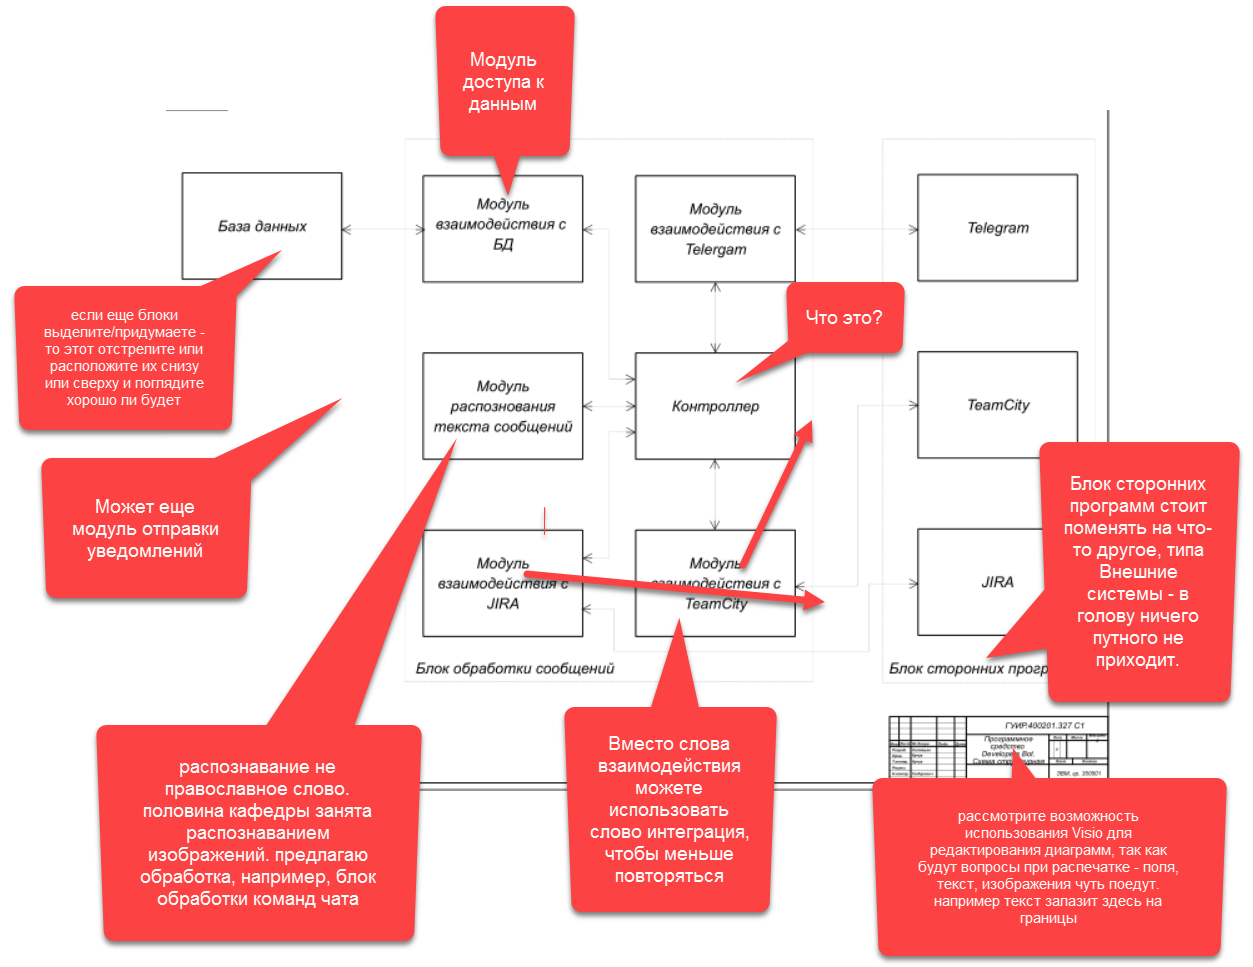 Модуль
доступа к
данным
База данных
Модуль
взаимодействия с
БД
Модуль
взаимодействия с
Telergam
Telegram
если еще блоки
выделите/придумаете -
то этот отстрелите или
расположите их снизу
или сверху и поглядите
хорошо ли будет
Что это?
Модуль
распознования
текста сообщений
Контроллер
TeamCity
Может еще
модуль отправки
уведомлений
Блок сторонних
программ стоит
поменять на что-
то другое, типа
Внешние
системы - в
голову ничего
путного не
приходит.
Модуль
взаимодействия с
JIRA
Модуль
взаимодействия с
TeamCity
JIRA
Блок обработки сообщений
Блок сторонних прогр
ГУИР.400201.327 С1
Программное
средство
Developers Bot.
Схема структурная
ЭВМ, гр. 350501
распознавание не
православное слово.
половина кафедры занята
распознаванием
изображений. предлагаю
обработка, например, блок
обработки команд чата
Вместо слова
взаимодействия
можете
использовать
слово интеграция,
чтобы меньше
повторяться
рассмотрите возможность
использования Visio для
редактирования диаграмм, так как
будут вопросы при распечатке - поля,
текст, изображения чуть поедут.
например текст залазит здесь на
границы